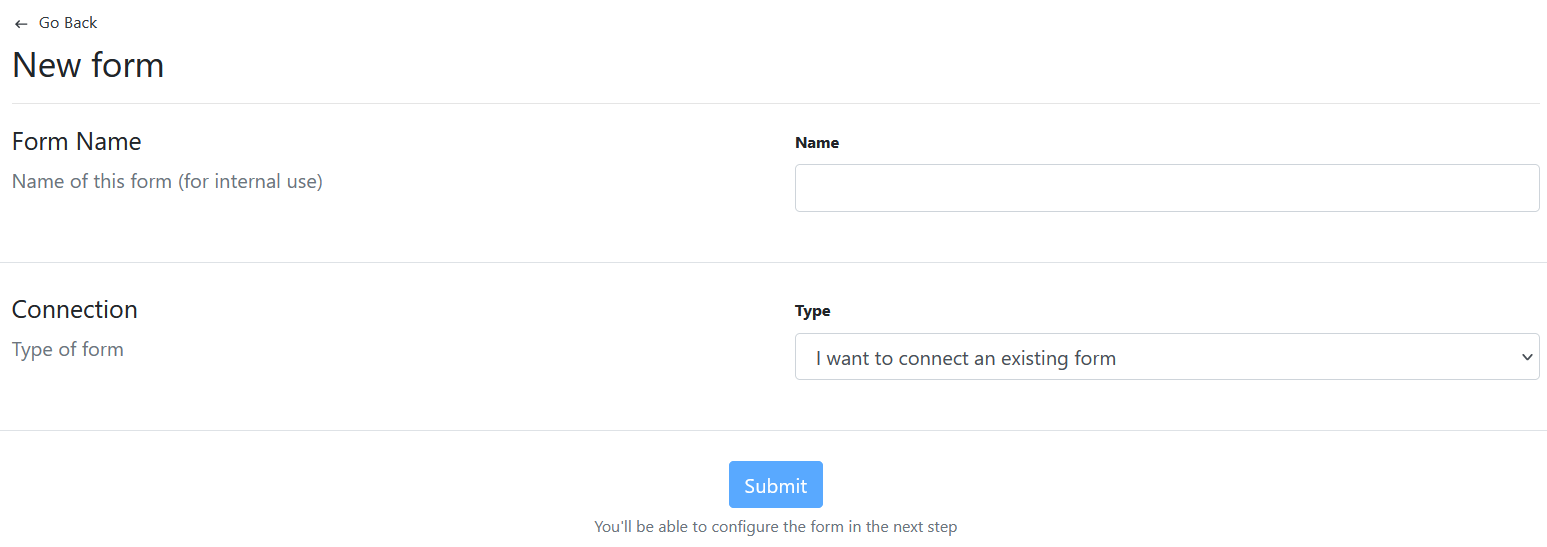 ← Go Back
New form
Form Name
Name
Name of this form (for internal use)
Connection
Type
Type of form
I want to connect an existing form
Submit
You'll be able to configure the form in the next step